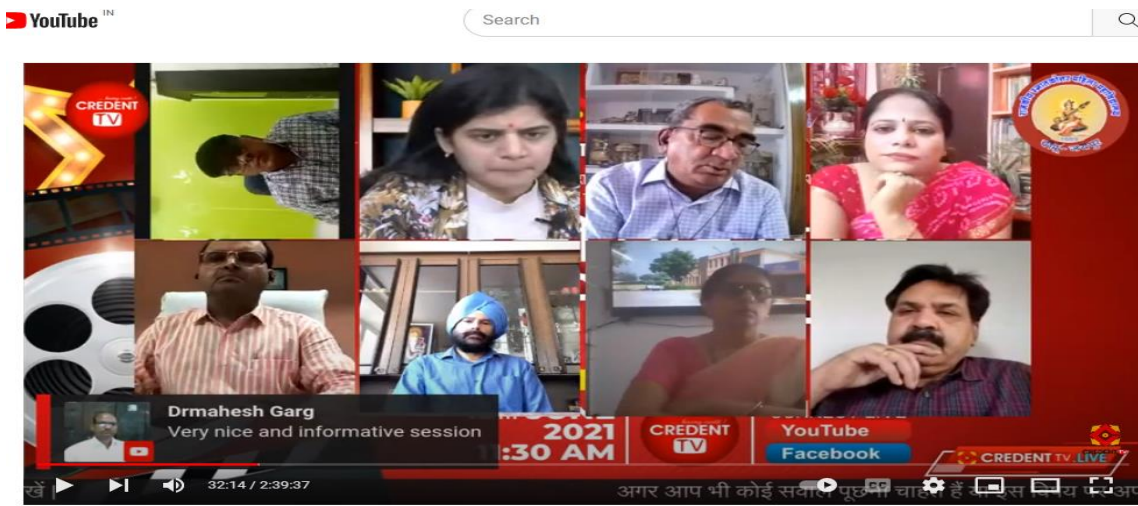 YouTube IN
Search
CREDENT
TV
Drmahesh Garg
Very nice and informative session
2021
:30 AM
CREDENT
TV
YouTube
Facebook
CREDENT TV.LIVE
32:14 / 2:39:37
अगर आप भी कोई सवाल पूछना चाहते हैं या इस विषय पर